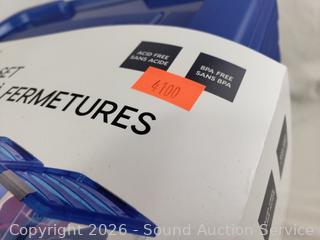 ACID FREE
SANS ACIDE
BPA FREE
SANS BPA
4100
SET
FERMETURES
Copyright 2026 - Sound Auction Service